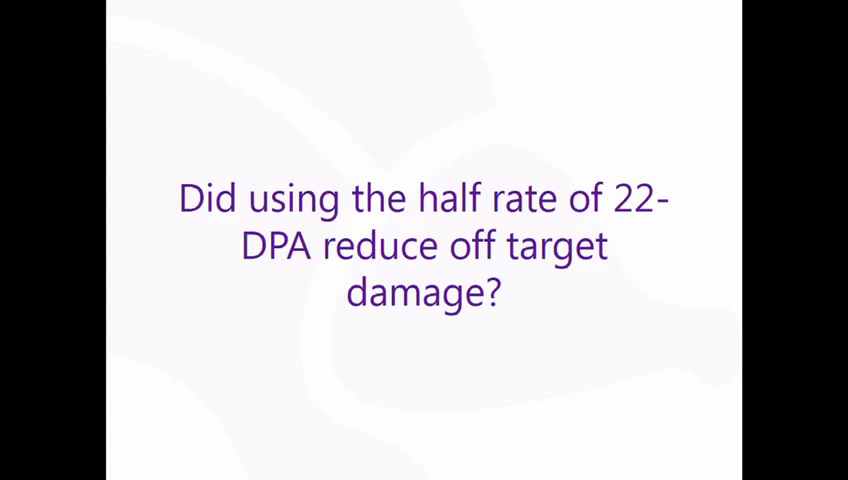 Did using the half rate of 22-
DPA reduce off target
damage?